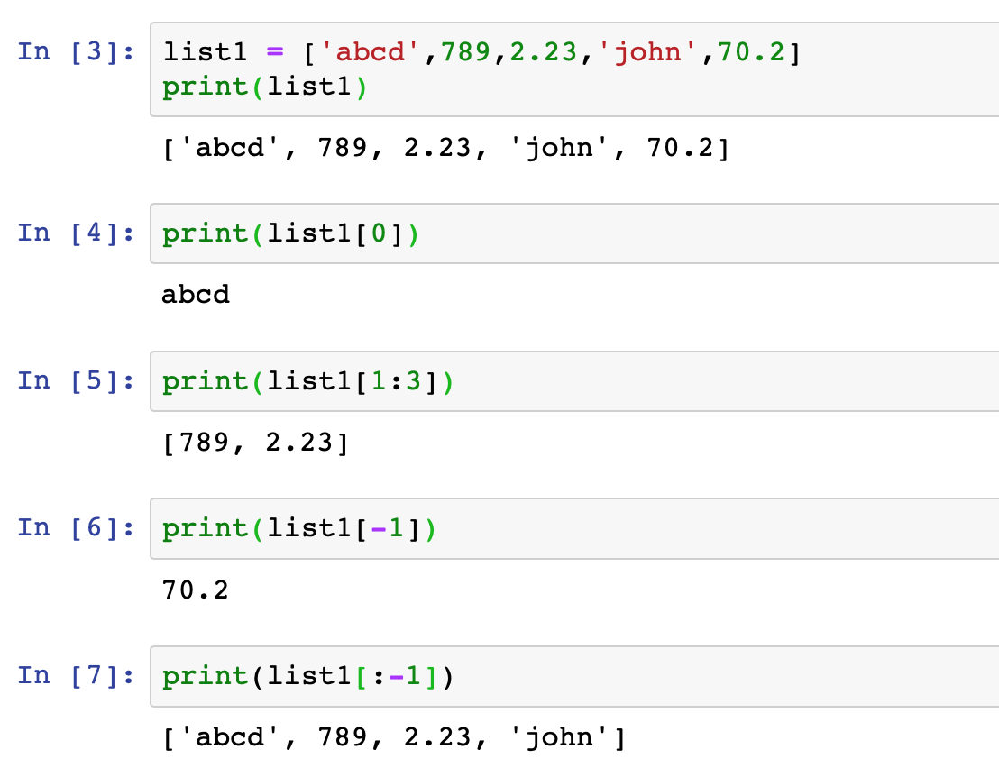 In [3]: list1 = ['abcd',789,2.23,'john',70.2]
print(list1)
['abcd', 789, 2.23, 'john', 70.2]
In [4]: print(list1[0])
abcd
In [5]: print(list1[1:3])
[789, 2.23]
In [6]: print(list1[-1])
70.2
In [7]: print(list1[:-1])
['abcd', 789, 2.23, 'john']